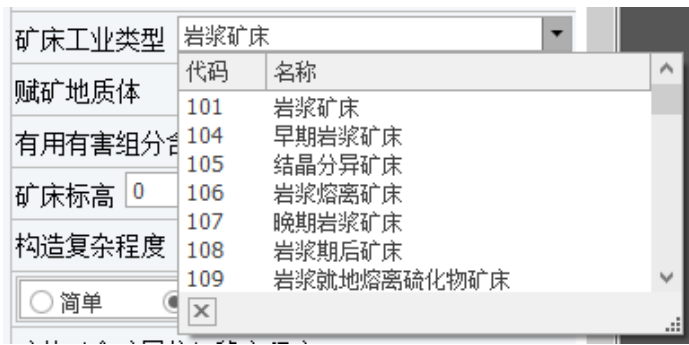 矿床工业类型 岩浆矿床
代码 名称
赋矿地质体
101 岩浆矿床
104 早期岩浆矿床
有用有害组分含
105 结晶分异矿床
矿床标高 0
106 岩浆熔离矿床
107 晚期岩浆矿床
构造复杂程度
108 岩浆期后矿床
109 岩浆就地熔离硫化物矿床
简单